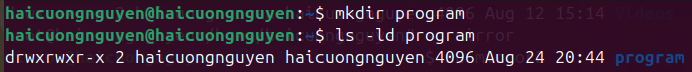 haicuongnguyen@haicuongnguyen:~$ mkdir program
haicuongnguyen@haicuongnguyen:~$ ls -ld program
drwxrwxr-x 2 haicuongnguyen haicuongnguyen 4096 Aug 24 20:44 program